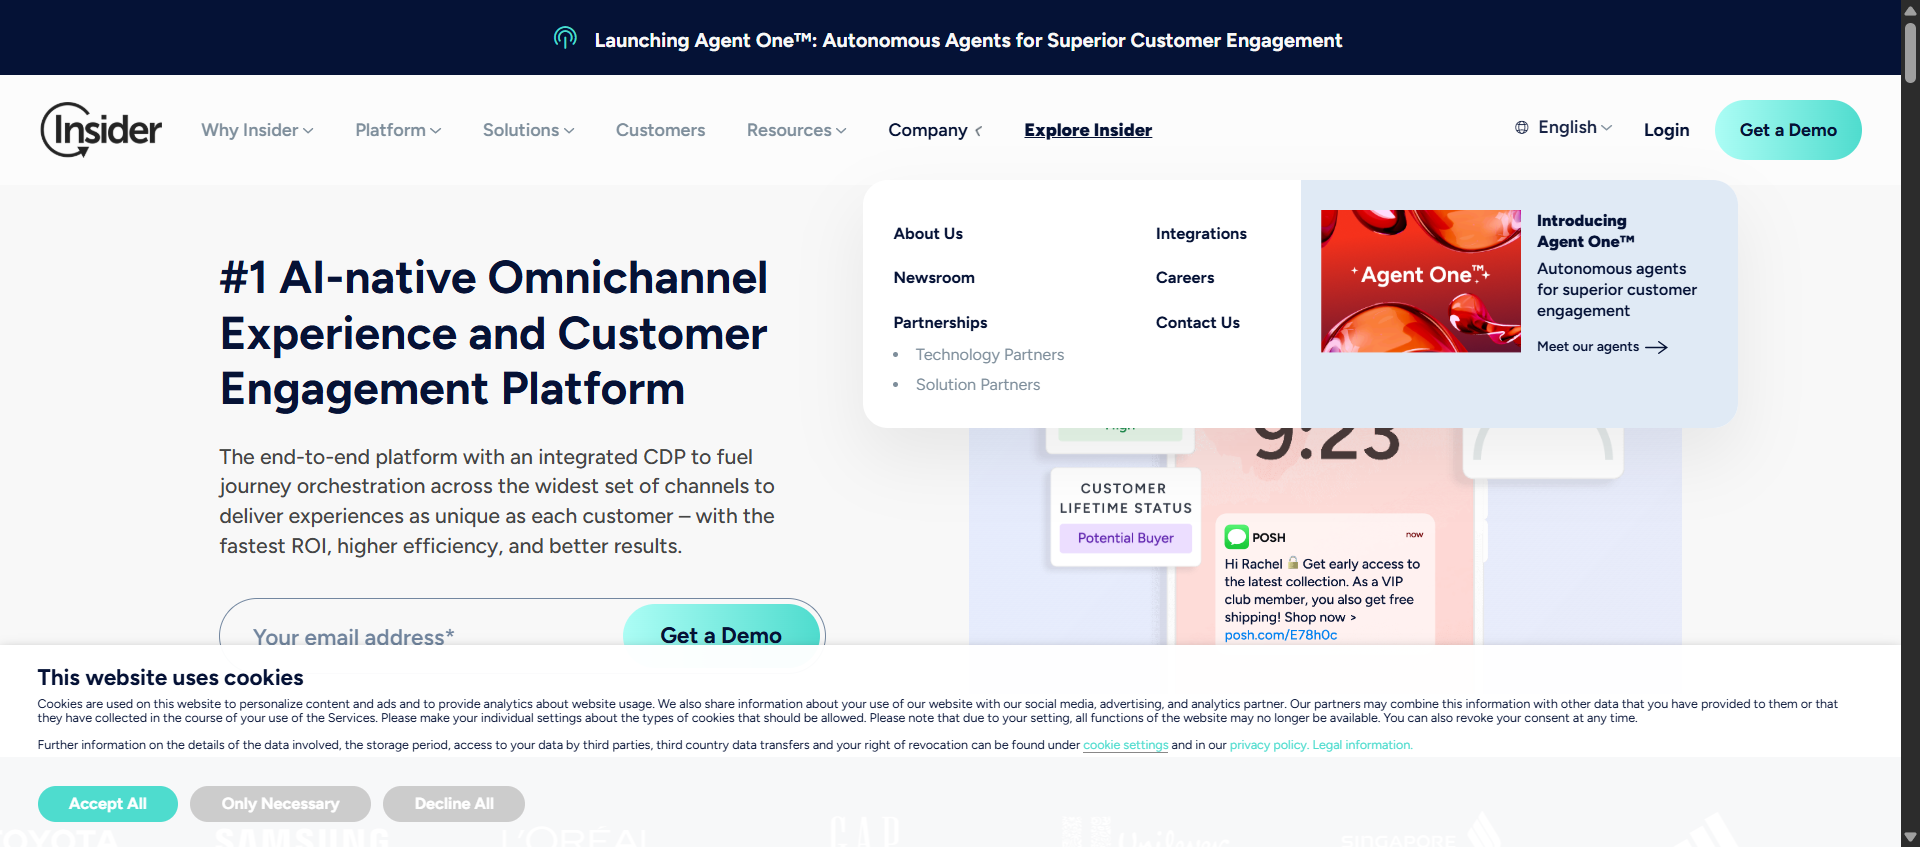 Launching Agent One™: Autonomous Agents for Superior Customer Engagement
Insider
Why Insider
Platform
Solutions
Customers
Resources
Company
Explore Insider
English
Login
Get a Demo
About Us
Newsroom
Partnerships
• Technology Partners
• Solution Partners
Integrations
Careers
Contact Us
Agent One™
Introducing
Agent One™
Autonomous agents
for superior customer
engagement
Meet our agents
#1 AI-native Omnichannel
Experience and Customer
Engagement Platform
The end-to-end platform with an integrated CDP to fuel
journey orchestration across the widest set of channels to
deliver experiences as unique as each customer – with the
fastest ROI, higher efficiency, and better results.
Your email address*
Get a Demo
High
9:23
CUSTOMER
LIFETIME STATUS
Potential Buyer
POSH
now
Hi Rachel 🔒 Get early access to
the latest collection. As a VIP
club member, you also get free
shipping! Shop now >
posh.com/E78h0c
This website uses cookies
Cookies are used on this website to personalize content and ads and to provide analytics about website usage. We also share information about your use of our website with our social media, advertising, and analytics partner. Our partners may combine this information with other data that you have provided to them or that
they have collected in the course of your use of the Services. Please make your individual settings about the types of cookies that should be allowed. Please note that due to your setting, all functions of the website may no longer be available. You can also revoke your consent at any time.
Further information on the details of the data involved, the storage period, access to your data by third parties, third country data transfers and your right of revocation can be found under cookie settings and in our privacy policy. Legal information.
Accept All
Only Necessary
Decline All
TOYOTA
SAMSUNG
L'ORÉAL
GAP
Unilever
SINGAPORE